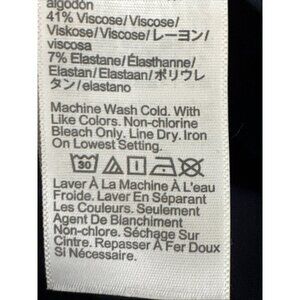 algodón
41% Viscose/Viscose/
Viskose/Viscose/レーヨン/
viscosa
7% Elastane/Élasthanne/
Elastan/Elastaan/ポリウレ
タン/elastano
Machine Wash Cold. With
Like Colors. Non-chlorine
Bleach Only. Line Dry. Iron
On Lowest Setting.
30
Laver À La Machine À L'eau
Froide. Laver En Séparant
Les Couleurs. Seulement
Agent De Blanchiment
Non-chlore. Séchage Sur
Cintre. Repasser À Fer Doux
Si Nécessaire.